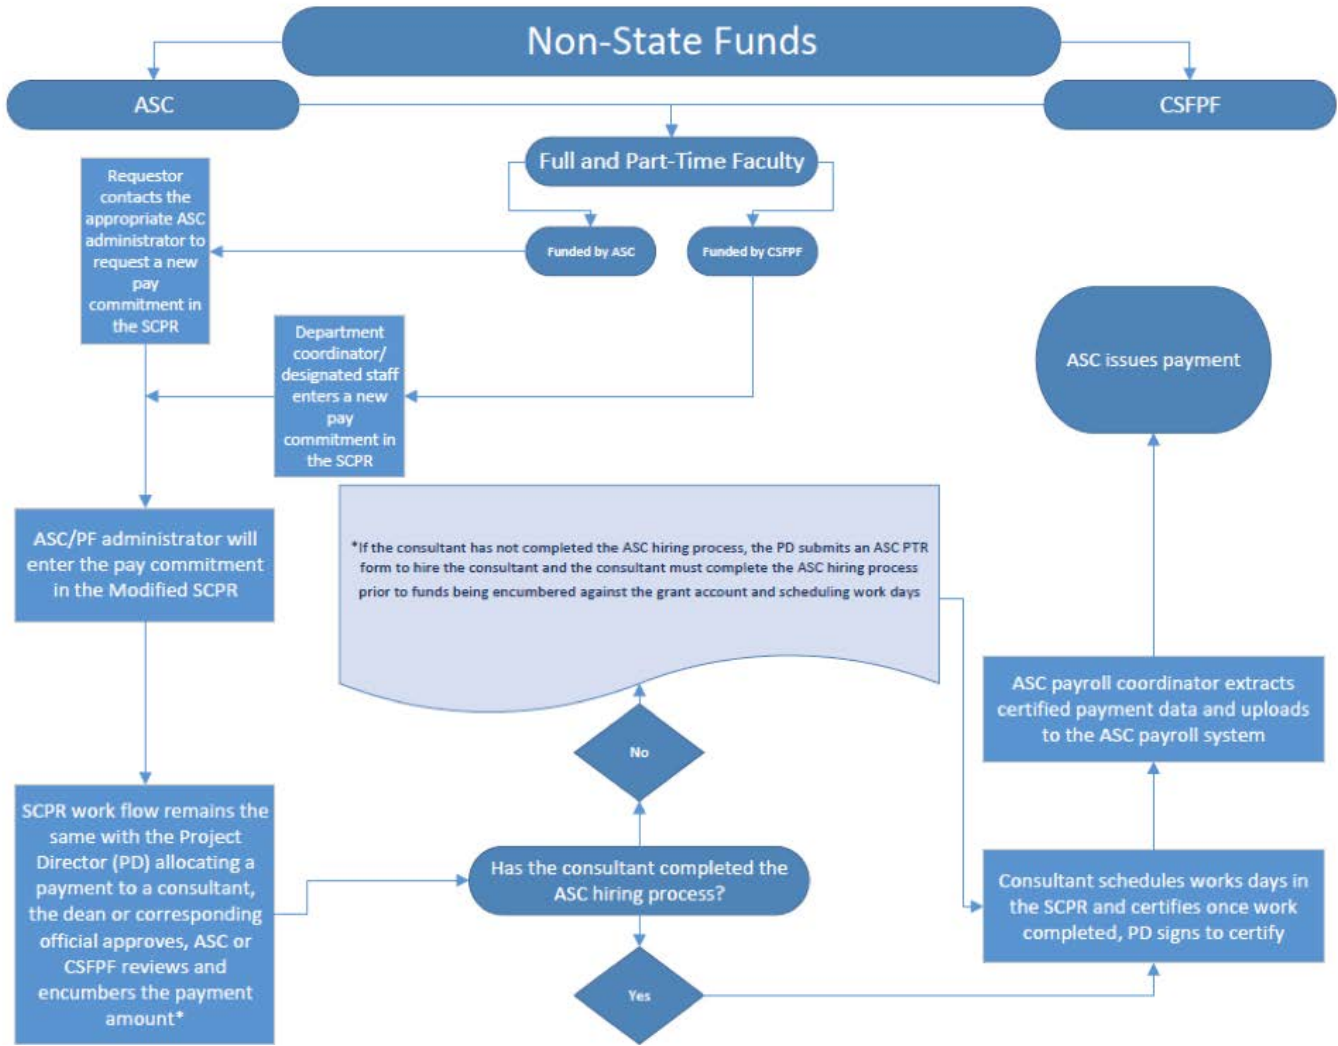 Non-State Funds
ASC
CSFPF
Full and Part-Time Faculty
Funded by ASC
Funded by CSFPF
Requestor
contacts the
appropriate ASC
administrator to
request a new
pay
commitment in
the SCPR
Department
coordinator/
designated staff
enters a new
pay
commitment in
the SCPR
ASC/PF administrator will
enter the pay commitment
in the Modified SCPR
SCPR work flow remains the
same with the Project
Director (PD) allocating a
payment to a consultant,
the dean or corresponding
official approves, ASC or
CSFPF reviews and
encumbers the payment
amount*
Has the consultant completed the
ASC hiring process?
No
*If the consultant has not completed the ASC hiring process, the PD submits an ASC PTR
form to hire the consultant and the consultant must complete the ASC hiring process
prior to funds being encumbered against the grant account and scheduling work days
Yes
Consultant schedules works days in
the SCPR and certifies once work
completed, PD signs to certify
ASC payroll coordinator extracts
certified payment data and uploads
to the ASC payroll system
ASC issues payment